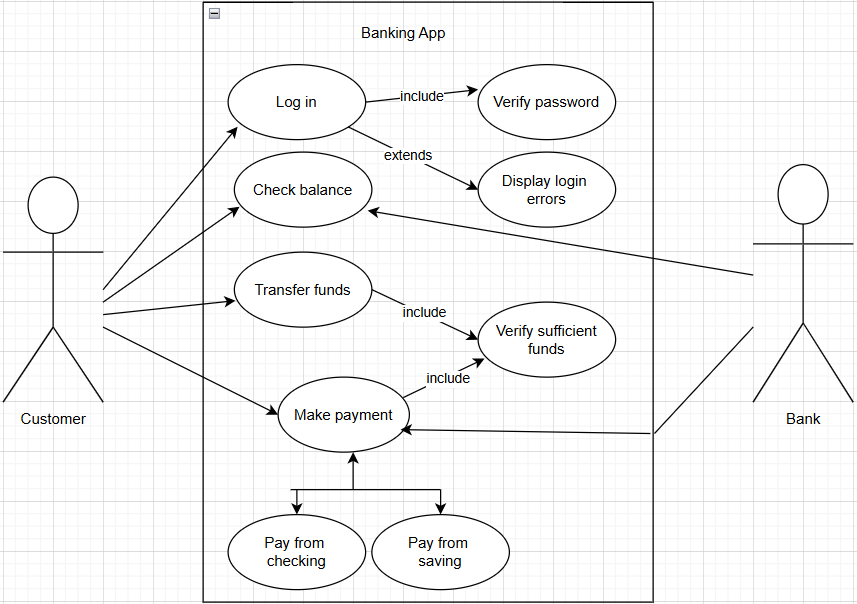 Banking App
Log in
include
Verify password
extends
Check balance
Display login
errors
Transfer funds
include
Verify sufficient
funds
include
Make payment
Customer
Bank
Pay from
checking
Pay from
saving